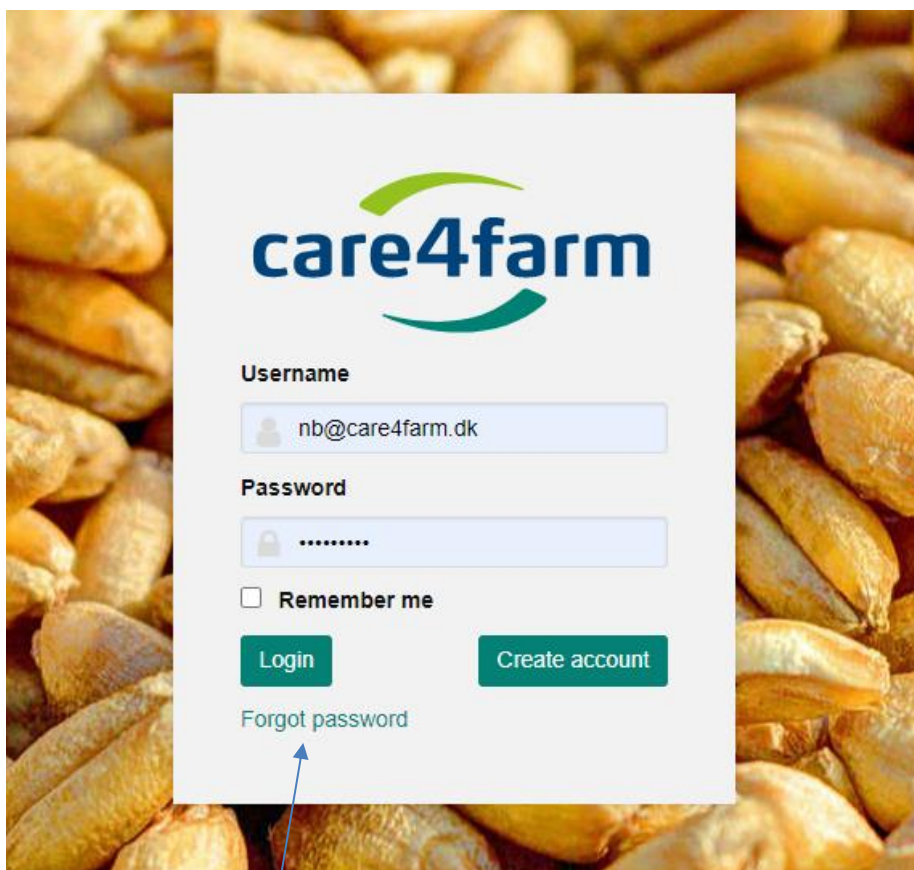 care4farm
Username
nb@care4farm.dk
Password
•••••••••
Remember me
Login
Create account
Forgot password